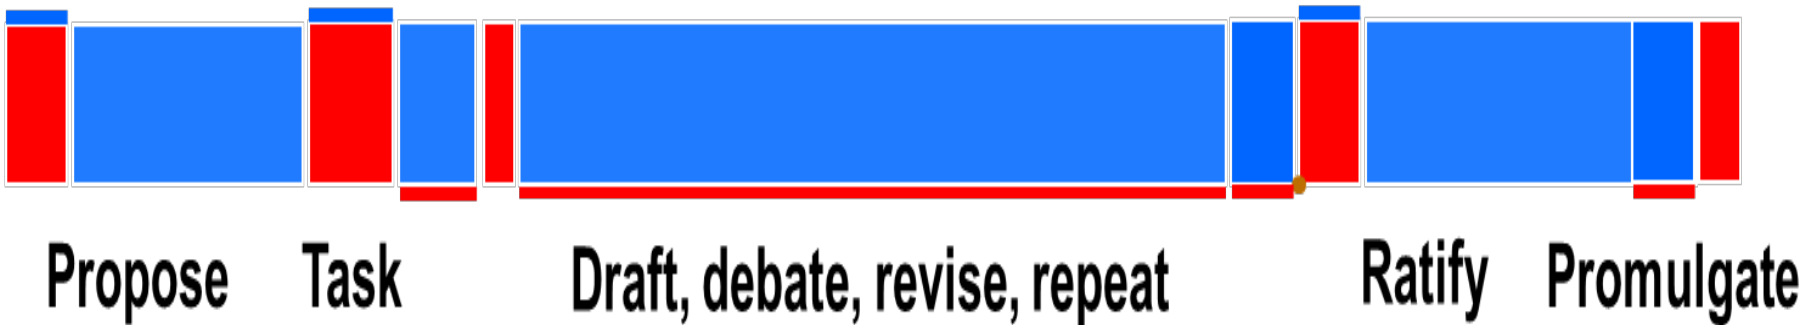 Propose Task Draft, debate, revise, repeat Ratify Promulgate